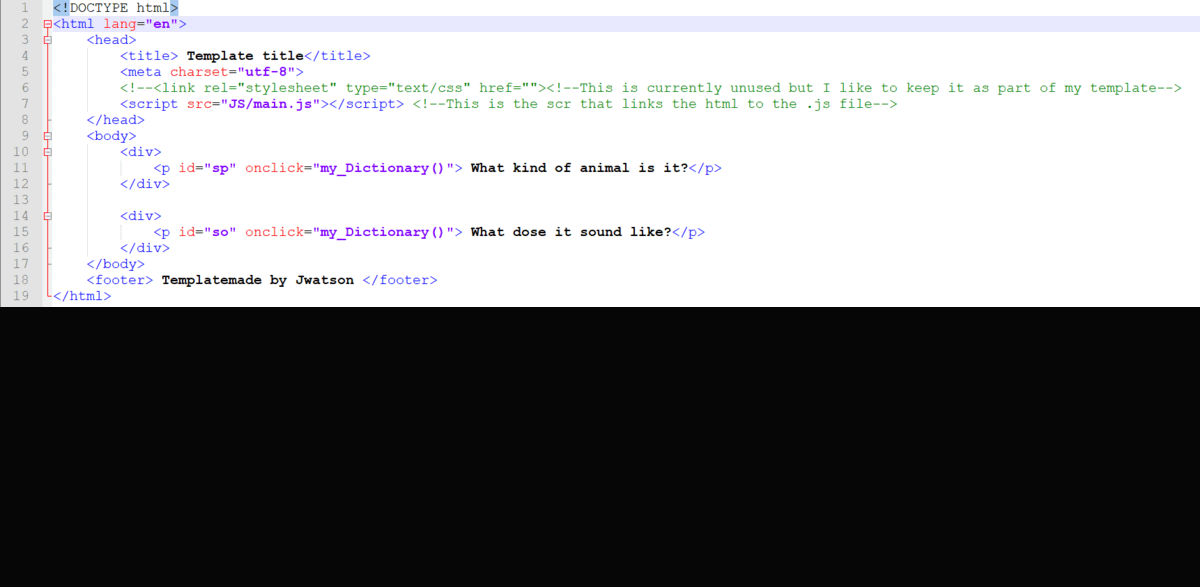 1 <!DOCTYPE html>
2 <html lang="en">
3 <head>
4 <title> Template title</title>
5 <meta charset="utf-8">
6 <!--<link rel="stylesheet" type="text/css" href=""><!--This is currently unused but I like to keep it as part of my template-->
7 <script src="JS/main.js"></script> <!--This is the scr that links the html to the .js file-->
8 </head>
9 <body>
10 <div>
11 <p id="sp" onclick="my_Dictionary()"> What kind of animal is it?</p>
12 </div>
13
14 <div>
15 <p id="so" onclick="my_Dictionary()"> What dose it sound like?</p>
16 </div>
17 </body>
18 <footer> Templatemade by Jwatson </footer>
19 </html>